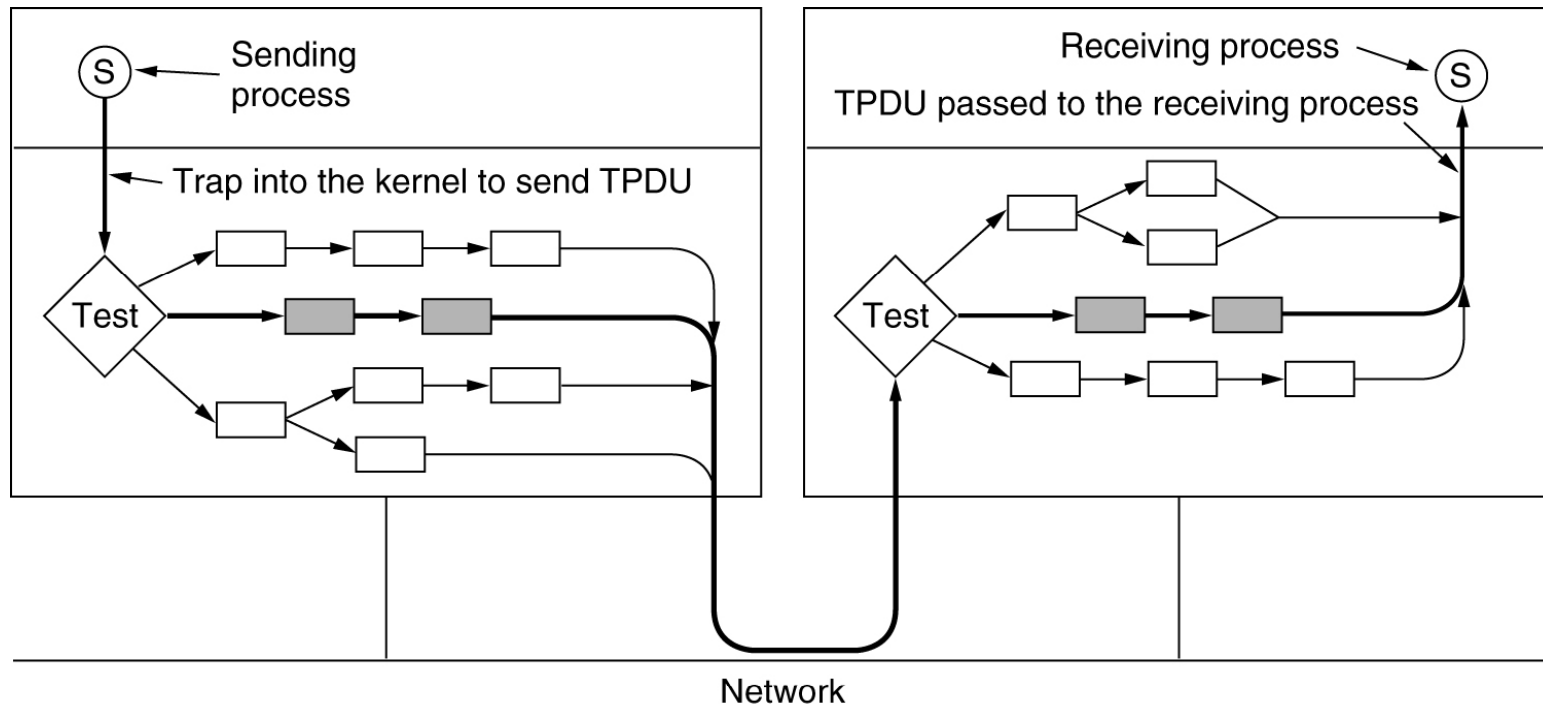 S
Sending
process
Trap into the kernel to send TPDU
Test
Receiving process
S
TPDU passed to the receiving process
Test
Network